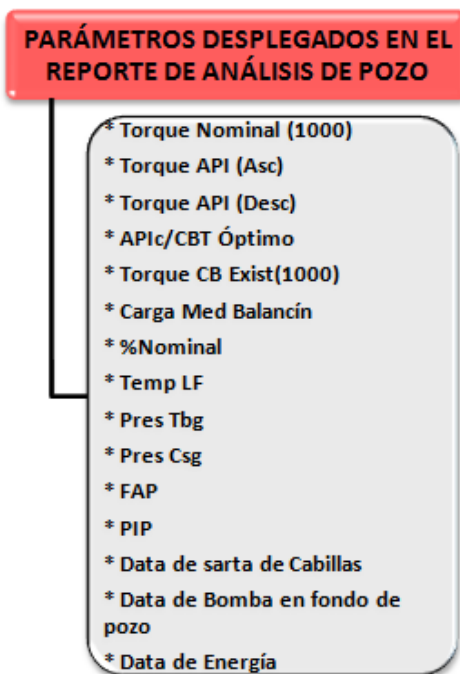 PARÁMETROS DESPLEGADOS EN EL
REPORTE DE ANÁLISIS DE POZO
* Torque Nominal (1000)
* Torque API (Asc)
* Torque API (Desc)
* APIc/CBT Óptimo
* Torque CB Exist(1000)
* Carga Med Balancín
* %Nominal
* Temp LF
* Pres Tbg
* Pres Csg
* FAP
* PIP
* Data de sarta de Cabillas
* Data de Bomba en fondo de
pozo
* Data de Energía